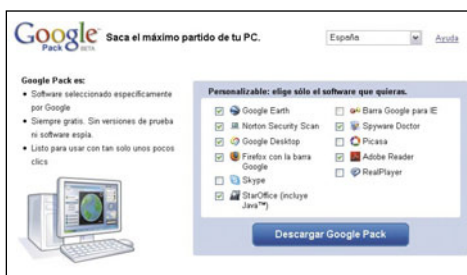 Google Pack BETA
Saca el máximo partido de tu PC.
España
Ayuda
Google Pack es:
• Software seleccionado específicamente
por Google
• Siempre gratis. Sin versiones de prueba
ni software espía.
• Listo para usar con tan solo unos pocos
clics
Personalizable: elige sólo el software que quieras.
Google Earth
Norton Security Scan
Google Desktop
Firefox con la barra
Google
Skype
StarOffice (incluye
Java™)
Barra Google para IE
Spyware Doctor
Picasa
Adobe Reader
RealPlayer
Descargar Google Pack